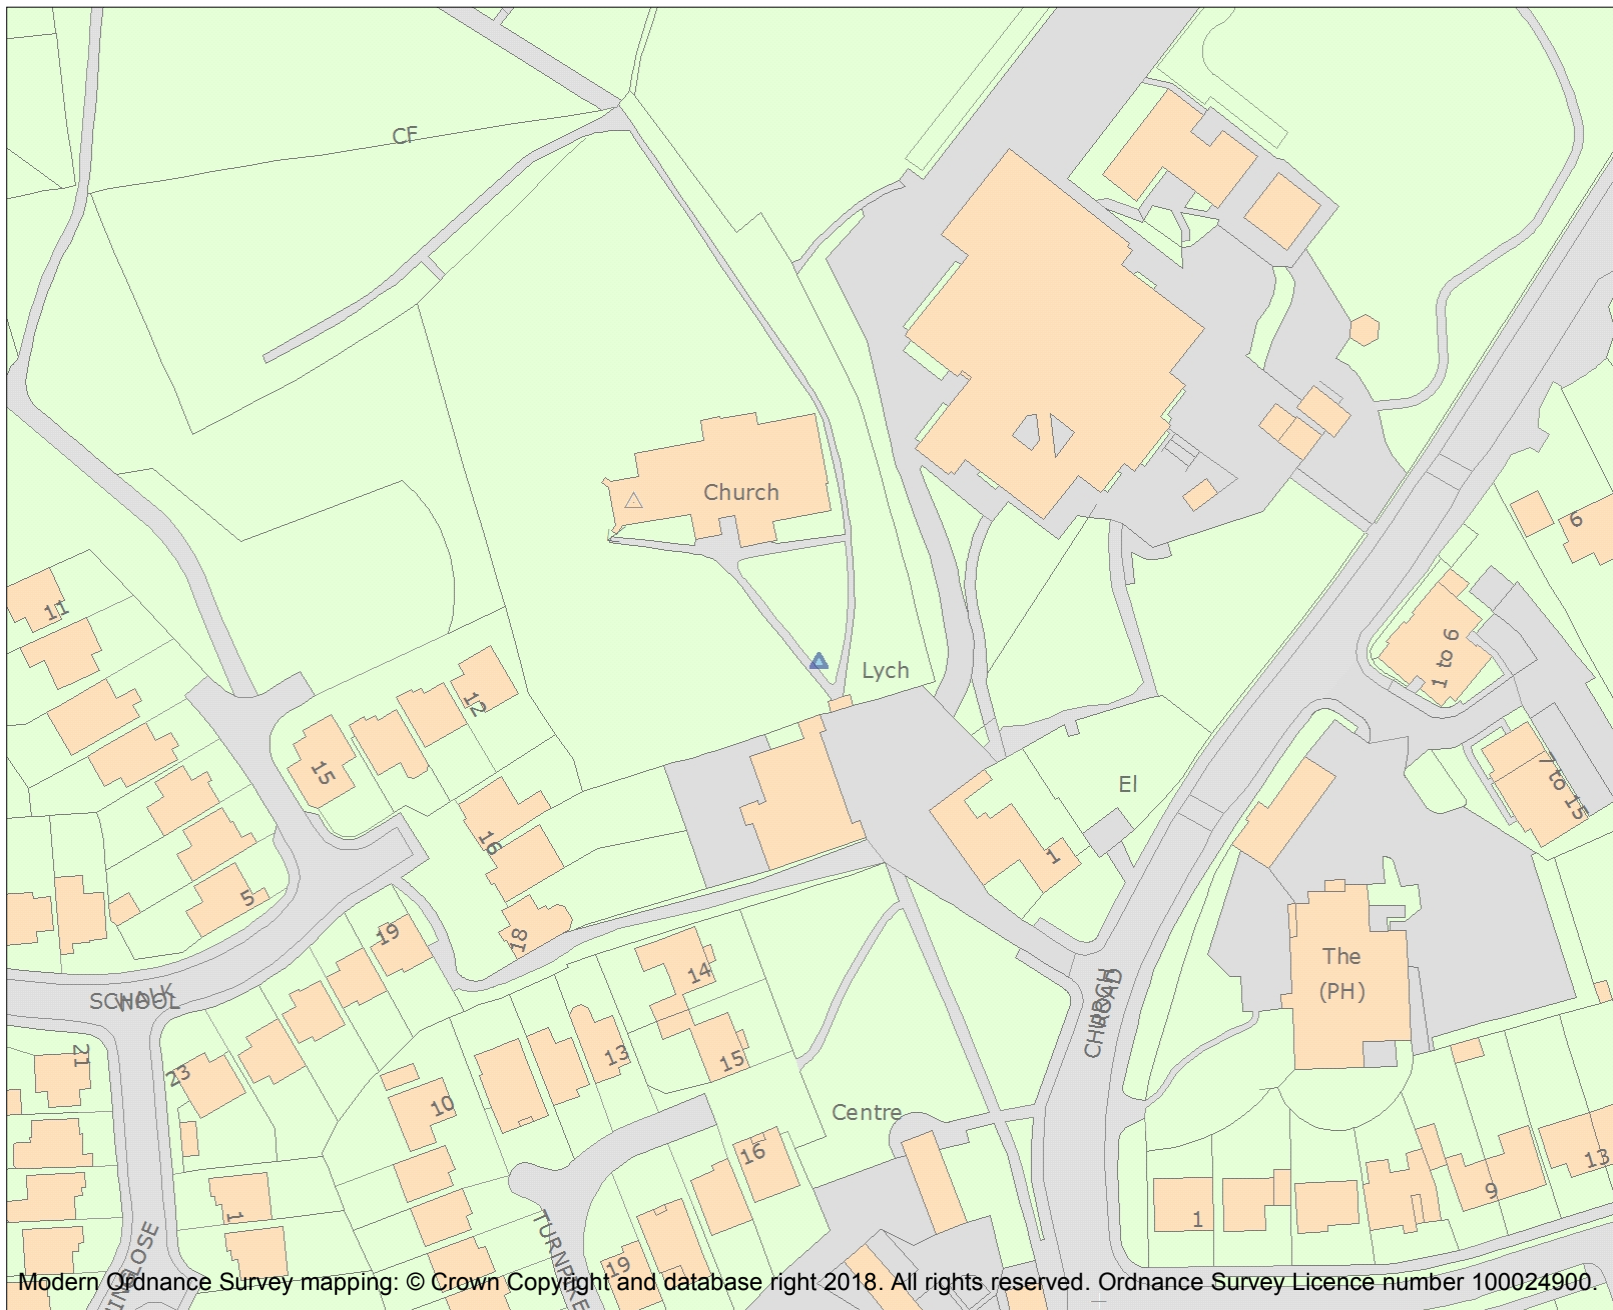 CF
Church
6
11
1 to 6
Lych
12
15
El
7 to 15
16
1
5
19
18
The
(PH)
14
SCHOOL
WALK
CHURCH
ROAD
21
13
15
23
10
Centre
16
13
9
1
1
TURNPIKE
CLOSE
19
Modern Ordnance Survey mapping: © Crown Copyright and database right 2018. All rights reserved. Ordnance Survey Licence number 100024900.